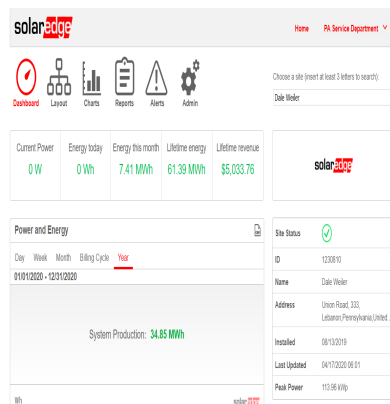 solaredge
Home PA Service Department
Dashboard Layout Charts Reports Alerts Admin
Choose a site (insert at least 3 letters to search):
Dale Weiler
Current Power Energy today Energy this month Lifetime energy Lifetime revenue
0 W 0 Wh 7.41 MWh 61.39 MWh $5,033.76
solaredge
Power and Energy
Day Week Month Billing Cycle Year
01/01/2020 - 12/31/2020
System Production: 34.85 MWh
Wh
solaredge
Site Status
ID 1230810
Name Dale Weiler
Address Union Road, 333,
Lebanon,Pennsylvania,United...
Installed 08/13/2019
Last Updated 04/17/2020 06:01
Peak Power 113.96 kWp